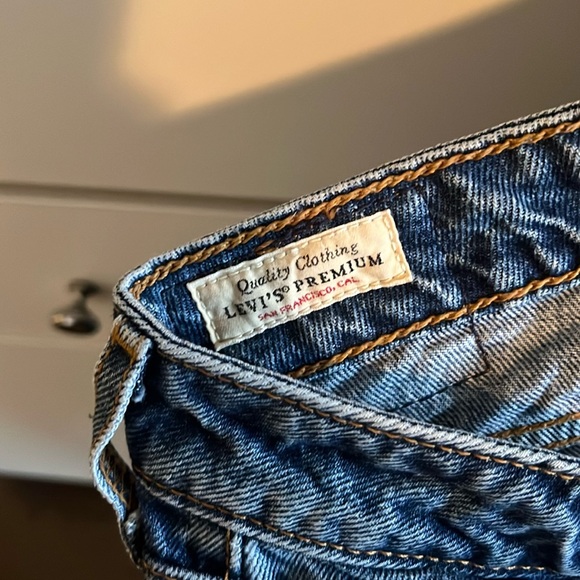 Quality Clothing
LEVI'S® PREMIUM
SAN FRANCISCO, CAL